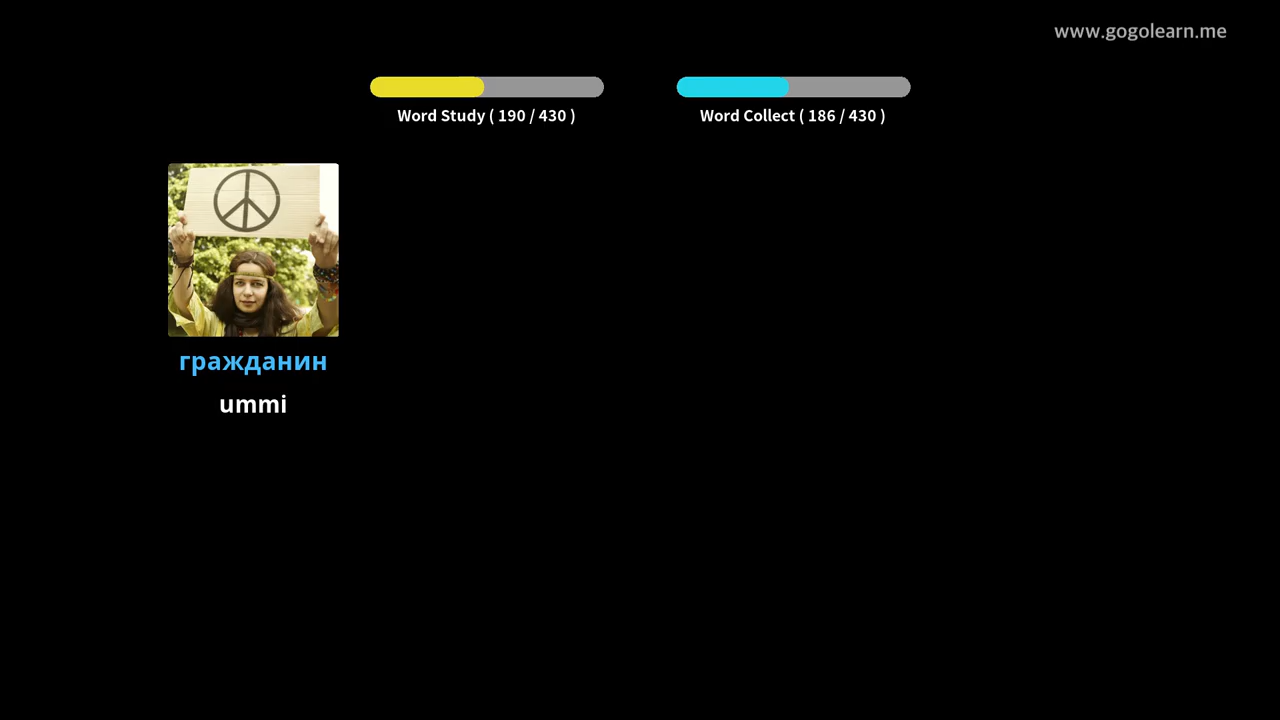 www.gogolearn.me
Word Study ( 190 / 430 )
Word Collect ( 186 / 430 )
гражданин
ummi